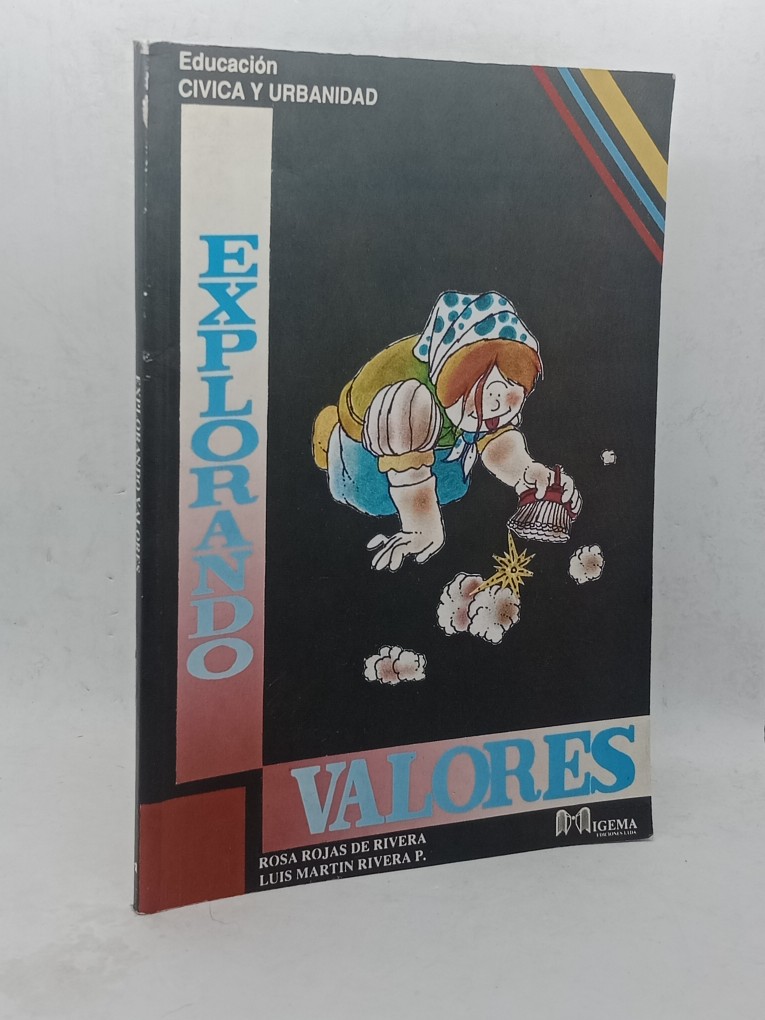 Educación
CIVICA Y URBANIDAD
EXPLORANDO
VALORES
ROSA ROJAS DE RIVERA
LUIS MARTIN RIVERA P.
MIGEMA
EDICIONES LTDA
EXPLORANDO VALORES